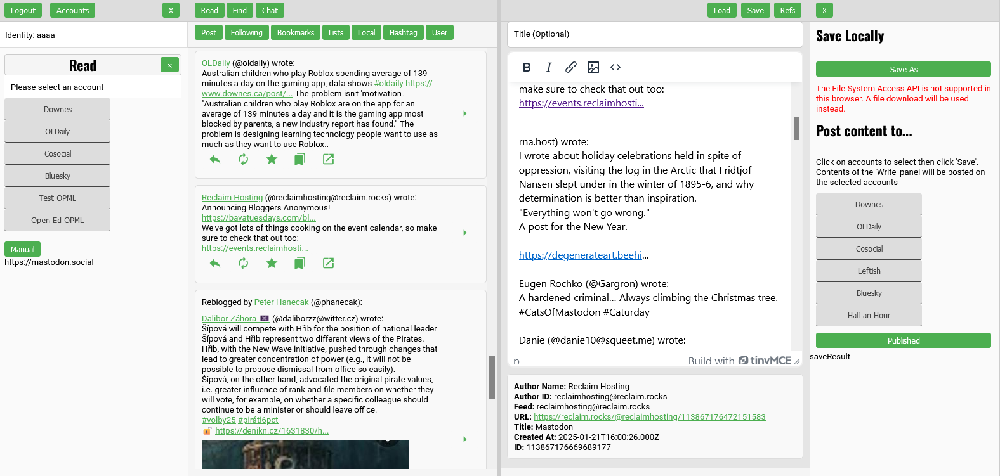 Logout
Accounts
X
Identity: aaaa
Read
×
Please select an account
Downes
OLDaily
Cosocial
Bluesky
Test OPML
Open-Ed OPML
Manual
https://mastodon.social
Read
Find
Chat
Post
Following
Bookmarks
Lists
Local
Hashtag
User
OLDaily (@oldaily) wrote:
Australian children who play Roblox spending average of 139
minutes a day on the gaming app, data shows #oldaily https://
www.downes.ca/post/... The problem isn't 'motivation'.
"Australian children who play Roblox are on the app for an
average of 139 minutes a day and it is the gaming app most
blocked by parents, a new industry report has found." The
problem is designing learning technology people want to use as
much as they want to use Roblox..
Reclaim Hosting (@reclaimhosting@reclaim.rocks) wrote:
Announcing Bloggers Anonymous!
https://bavatuesdays.com/bl...
We've got lots of things cooking on the event calendar, so make
sure to check that out too:
https://events.reclaimhosti...
Reblogged by Peter Hanecak (@phanecak):
Dalibor Záhora (@daliborzz@witter.cz) wrote:
Šípová will compete with Hřib for the position of national leader
Šípová and Hřib represent two different views of the Pirates.
Hřib, with the New Wave initiative, pushed through changes that
lead to greater concentration of power (e.g., it will not be
possible to propose dismissal from office so easily).
Šípová, on the other hand, advocated the original pirate values,
i.e. greater influence of rank-and-file members on whether they
will vote, for example, on whether a specific colleague should
continue to be a minister or should leave office.
#volby25 #piráti6pct
https://denikn.cz/1631830/h...
Load
Save
Refs
Title (Optional)
B I
make sure to check that out too:
https://events.reclaimhosti...
rna.host) wrote:
I wrote about holiday celebrations held in spite of
oppression, visiting the log in the Arctic that Fridtjof
Nansen slept under in the winter of 1895-6, and why
determination is better than inspiration.
"Everything won't go wrong."
A post for the New Year.
https://degenerateart.beehi...
Eugen Rochko (@Gargron) wrote:
A hardened criminal... Always climbing the Christmas tree.
#CatsOfMastodon #Caturday
Danie (@danie10@squeet.me) wrote:
p
Build with tinyMCE
Author Name: Reclaim Hosting
Author ID: reclaimhosting@reclaim.rocks
Feed: reclaimhosting@reclaim.rocks
URL: https://reclaim.rocks/@reclaimhosting/113867176472151583
Title: Mastodon
Created At: 2025-01-21T16:00:26.000Z
ID: 113867176669689177
X
Save Locally
Save As
The File System Access API is not supported in
this browser. A file download will be used
instead.
Post content to...
Click on accounts to select then click 'Save'.
Contents of the 'Write' panel will be posted on
the selected accounts
Downes
OLDaily
Cosocial
Leftish
Bluesky
Half an Hour
Published
saveResult